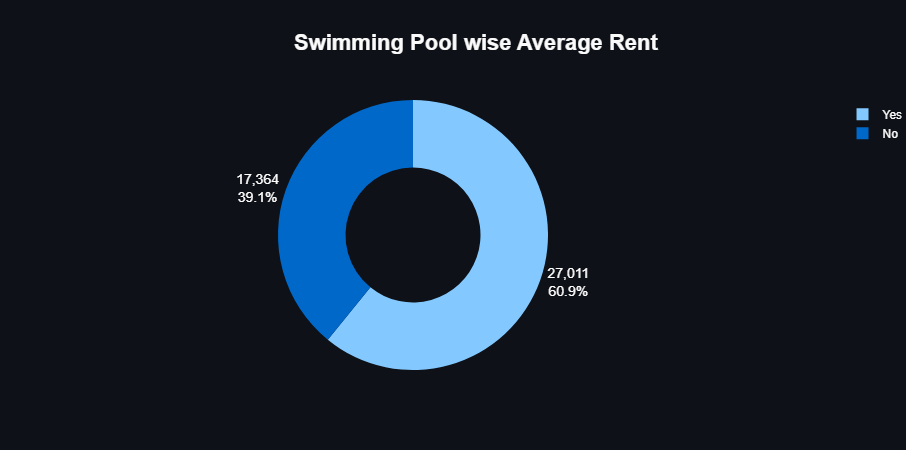 Swimming Pool wise Average Rent
Yes
No
17,364
39.1%
27,011
60.9%